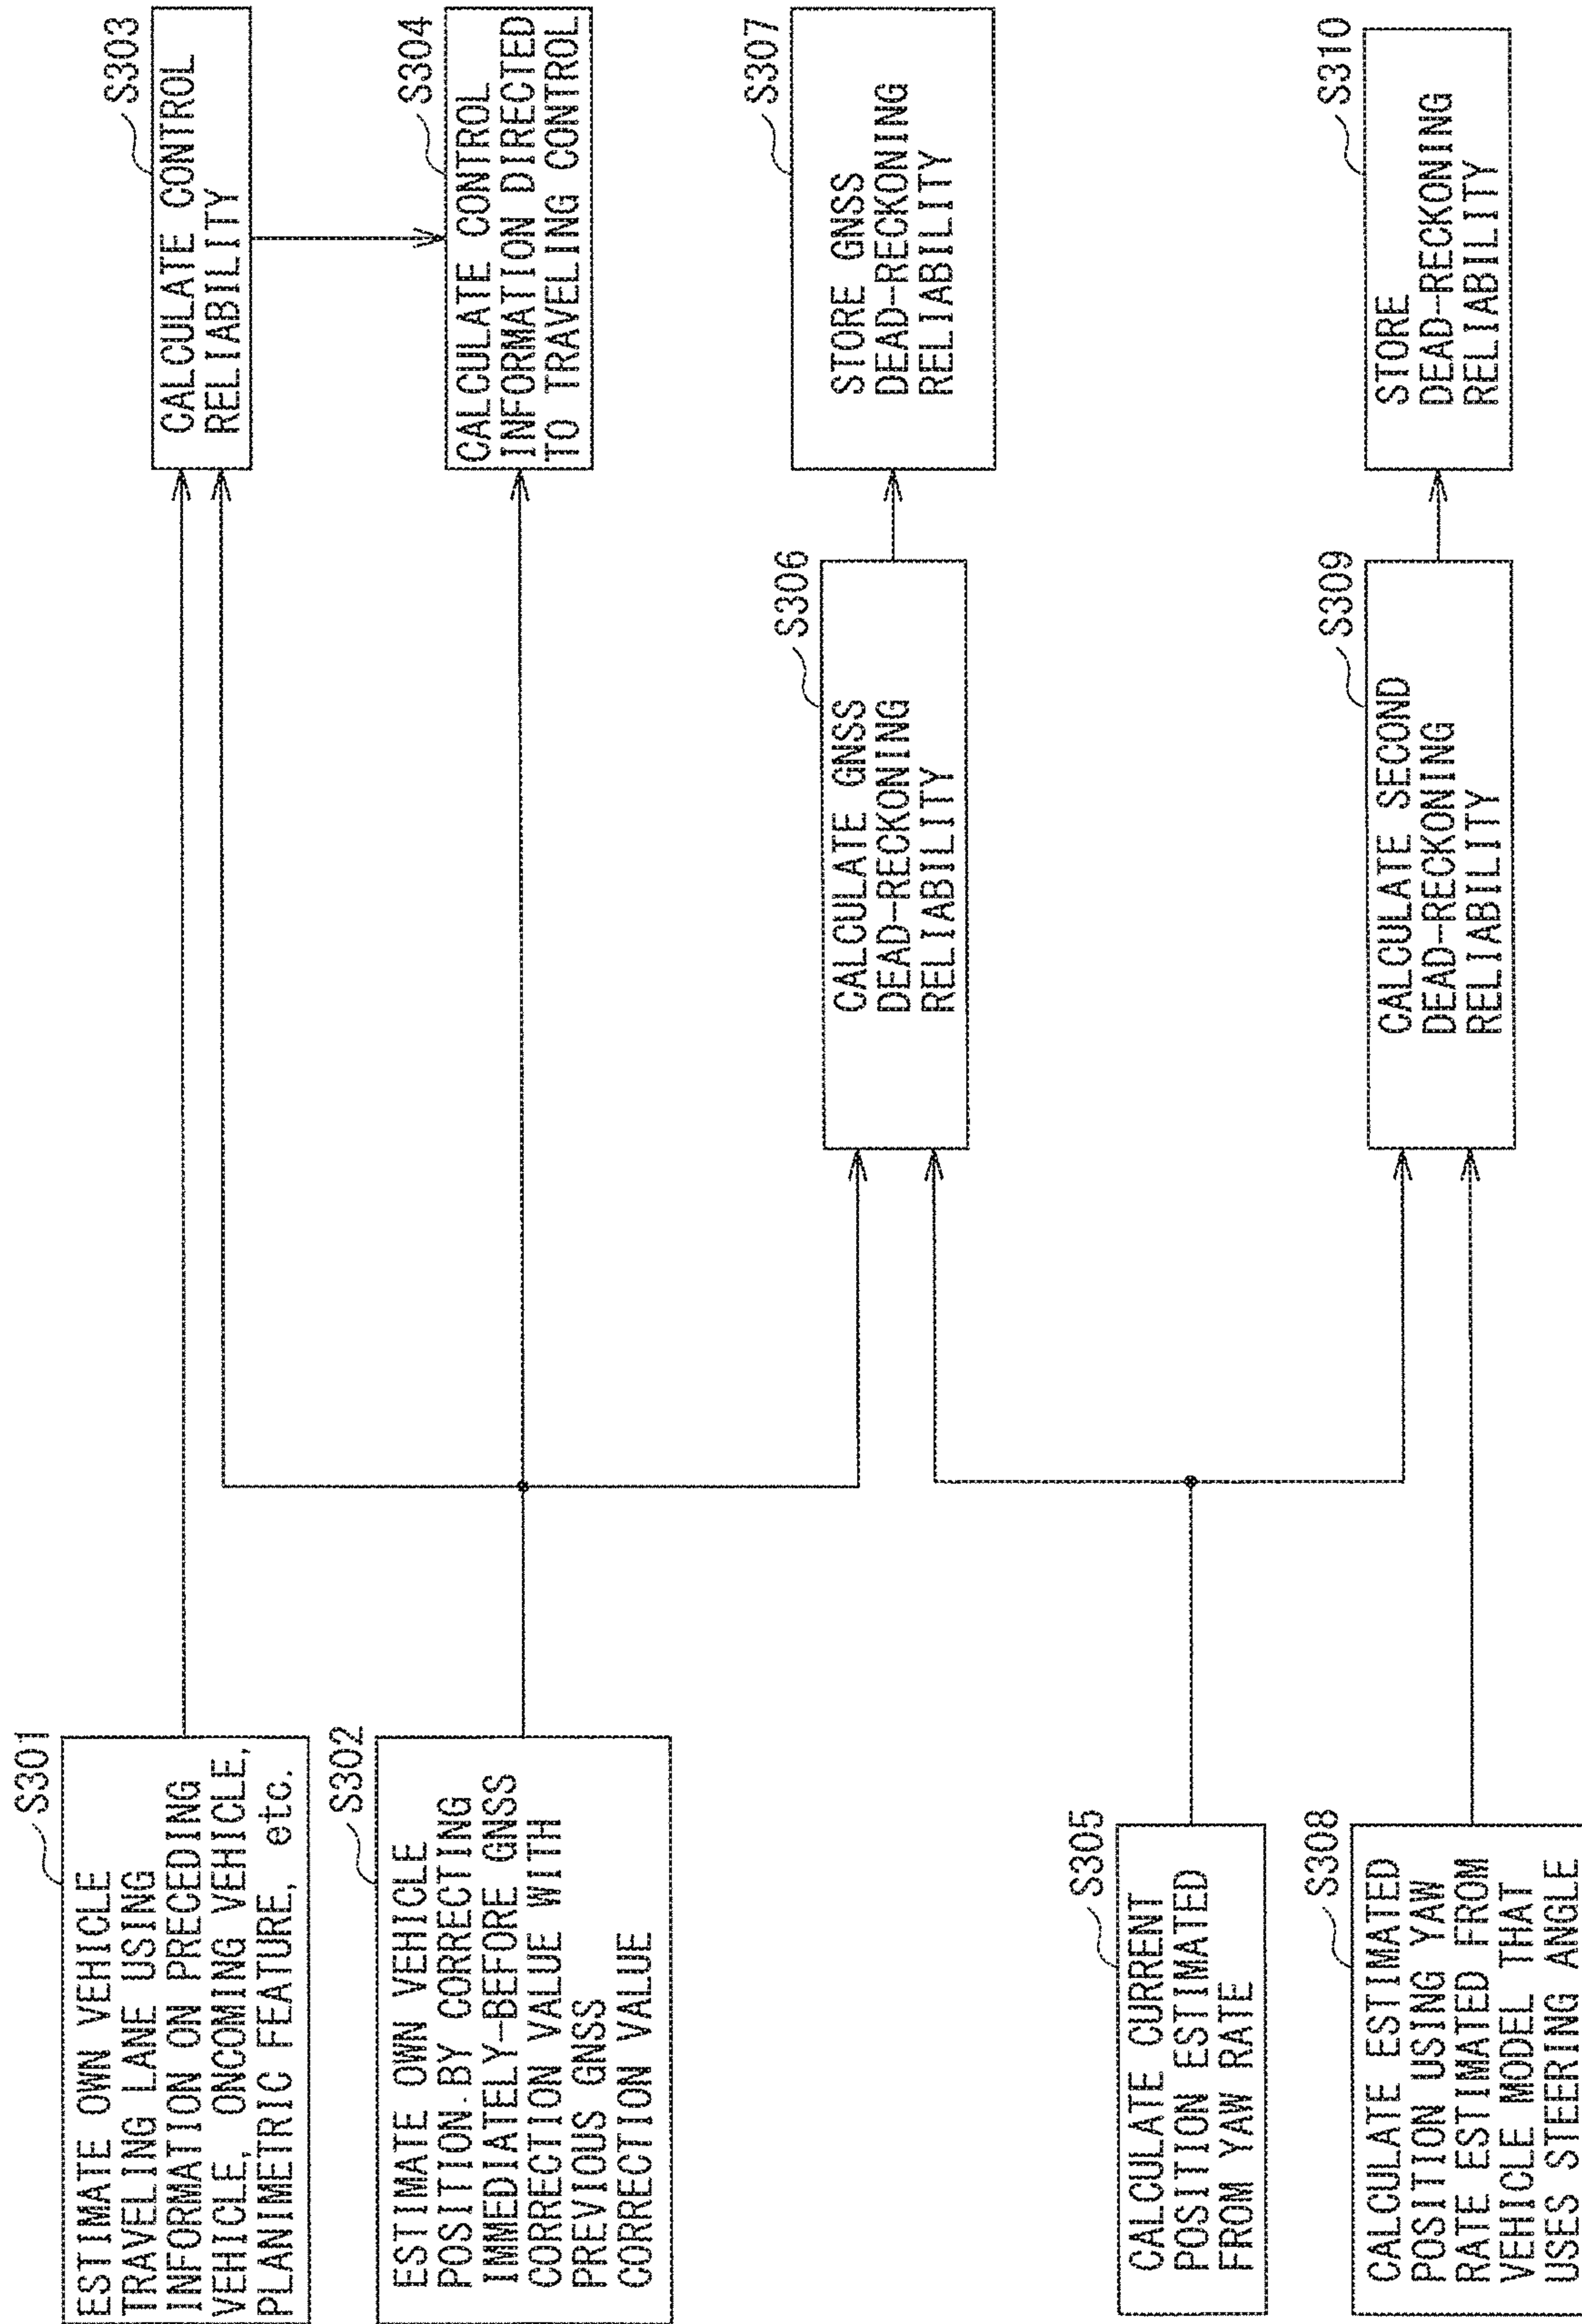 S301
ESTIMATE OWN VEHICLE
TRAVELING LANE USING
INFORMATION ON PRECEDING
VEHICLE, ONCOMING VEHICLE,
PLANIMETRIC FEATURE, etc.
S302
ESTIMATE OWN VEHICLE
POSITION BY CORRECTING
IMMEDIATELY-BEFORE GNSS
CORRECTION VALUE WITH
PREVIOUS GNSS
CORRECTION VALUE
S303
CALCULATE CONTROL
RELIABILITY
S304
CALCULATE CONTROL
INFORMATION DIRECTED
TO TRAVELING CONTROL
S305
CALCULATE CURRENT
POSITION ESTIMATED
FROM YAW RATE
S306
CALCULATE GNSS
DEAD-RECKONING
RELIABILITY
S307
STORE GNSS
DEAD-RECKONING
RELIABILITY
S308
CALCULATE ESTIMATED
POSITION USING YAW
RATE ESTIMATED FROM
VEHICLE MODEL THAT
USES STEERING ANGLE
S309
CALCULATE SECOND
DEAD-RECKONING
RELIABILITY
S310
STORE
DEAD-RECKONING
RELIABILITY